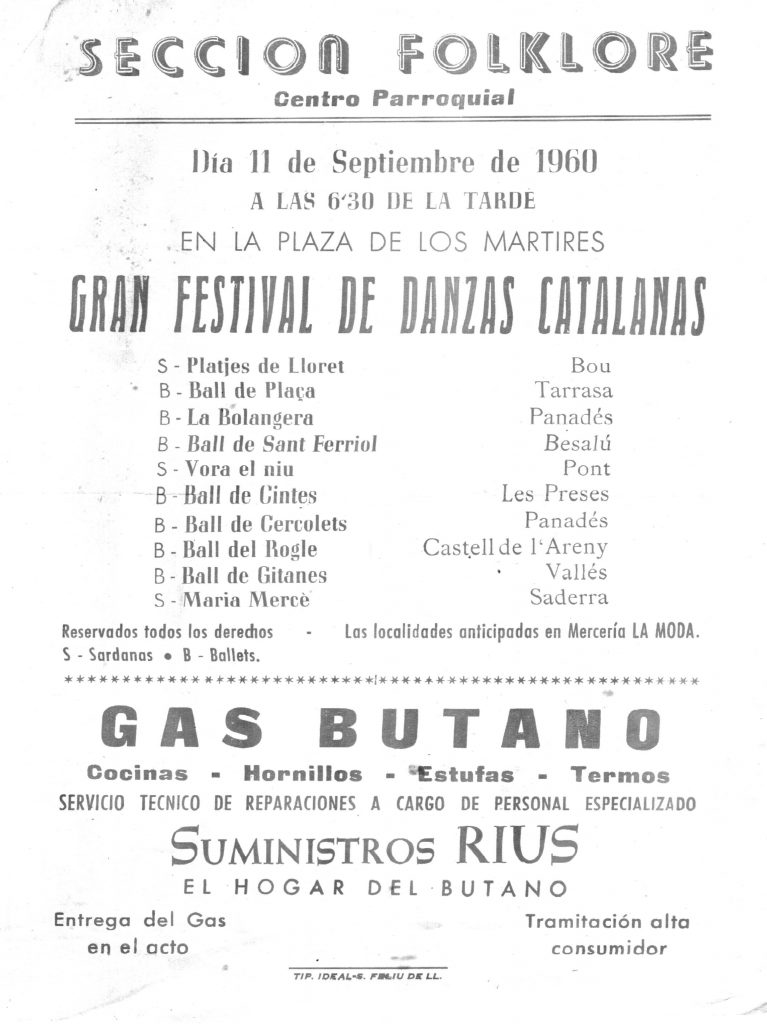 SECCION FOLKLORE
Centro Parroquial
Día 11 de Septiembre de 1960
A LAS 6'30 DE LA TARDE
EN LA PLAZA DE LOS MARTIRES
GRAN FESTIVAL DE DANZAS CATALANAS
S - Platjes de Lloret Bou
B - Ball de Plaça Tarrasa
B - La Bolangera Panadés
B - Ball de Sant Ferriol Besalú
S - Vora el niu Pont
B - Ball de Cintes Les Preses
B - Ball de Cercolets Panadés
B - Ball del Rogle Castell de l'Areny
B - Ball de Gitanes Vallés
S - Maria Mercè Saderra
Reservados todos los derechos - Las localidades anticipadas en Mercería LA MODA.
S - Sardanas • B - Ballets.
GAS BUTANO
Cocinas - Hornillos - Estufas - Termos
SERVICIO TECNICO DE REPARACIONES A CARGO DE PERSONAL ESPECIALIZADO
SUMINISTROS RIUS
EL HOGAR DEL BUTANO
Entrega del Gas Tramitación alta
en el acto consumidor
TIP. IDEAL-S. FELIU DE LL.